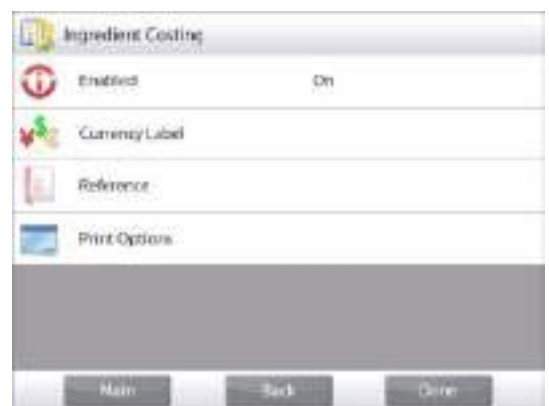 Ingredient Costing
Enabled On
Currency Label
Reference
Print Options
Main Back Done